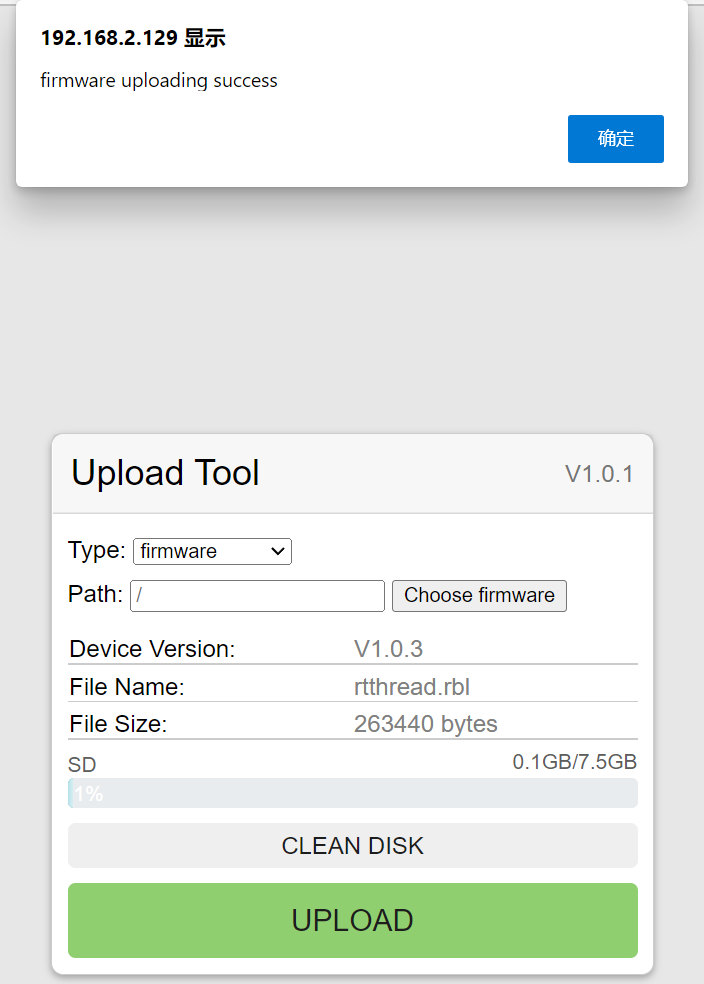 192.168.2.129 显示
firmware uploading success
确定
Upload Tool V1.0.1
Type: firmware
Path: / Choose firmware
Device Version: V1.0.3
File Name: rtthread.rbl
File Size: 263440 bytes
SD 0.1GB/7.5GB
1%
CLEAN DISK
UPLOAD